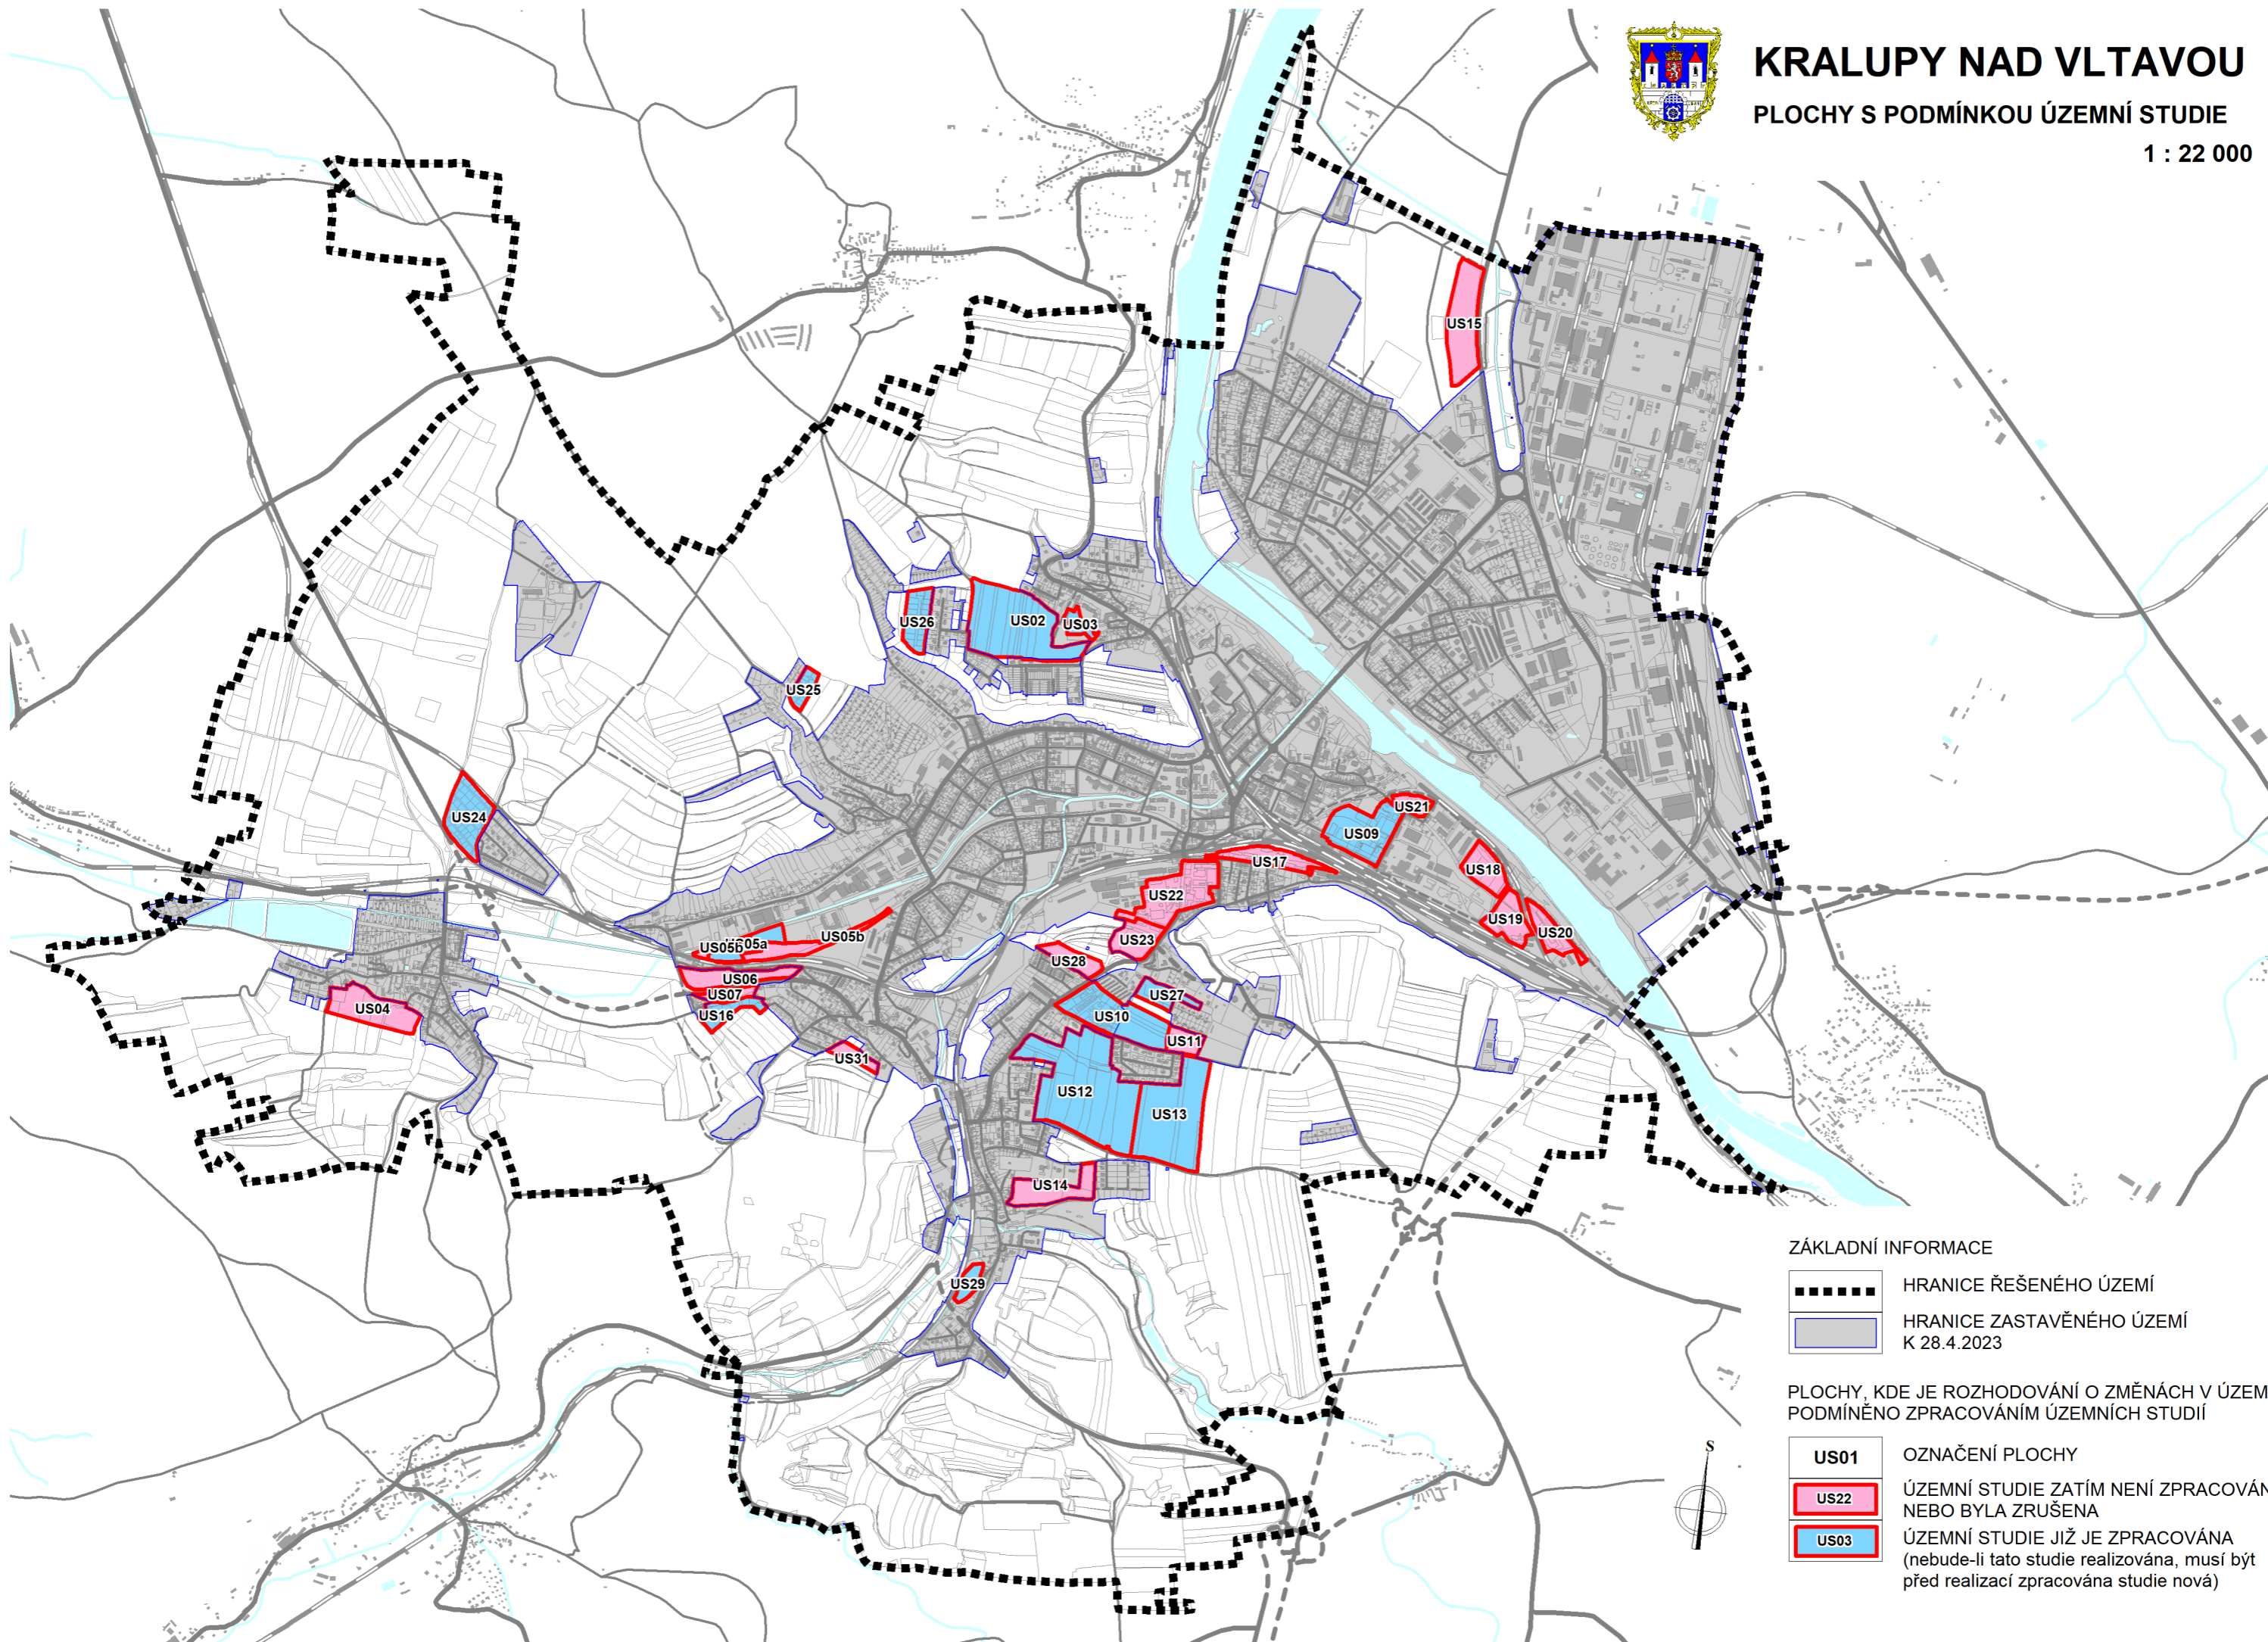 KRALUPY NAD VLTAVOU
PLOCHY S PODMÍNKOU ÚZEMNÍ STUDIE
1 : 22 000
US15
US26
US02
US03
US25
US24
US21
US09
US17
US18
US22
US19
US20
US05b
US05b
05a
US23
US28
US06
US07
US27
US04
US16
US10
US11
US31
US12
US13
US14
US29
ZÁKLADNÍ INFORMACE
HRANICE ŘEŠENÉHO ÚZEMÍ
HRANICE ZASTAVĚNÉHO ÚZEMÍ
K 28.4.2023
PLOCHY, KDE JE ROZHODOVÁNÍ O ZMĚNÁCH V ÚZEM
PODMÍNĚNO ZPRACOVÁNÍM ÚZEMNÍCH STUDIÍ
S
US01 OZNAČENÍ PLOCHY
US22 ÚZEMNÍ STUDIE ZATÍM NENÍ ZPRACOVÁN
NEBO BYLA ZRUŠENA
US03 ÚZEMNÍ STUDIE JIŽ JE ZPRACOVÁNA
(nebude-li tato studie realizována, musí být
před realizací zpracována studie nová)